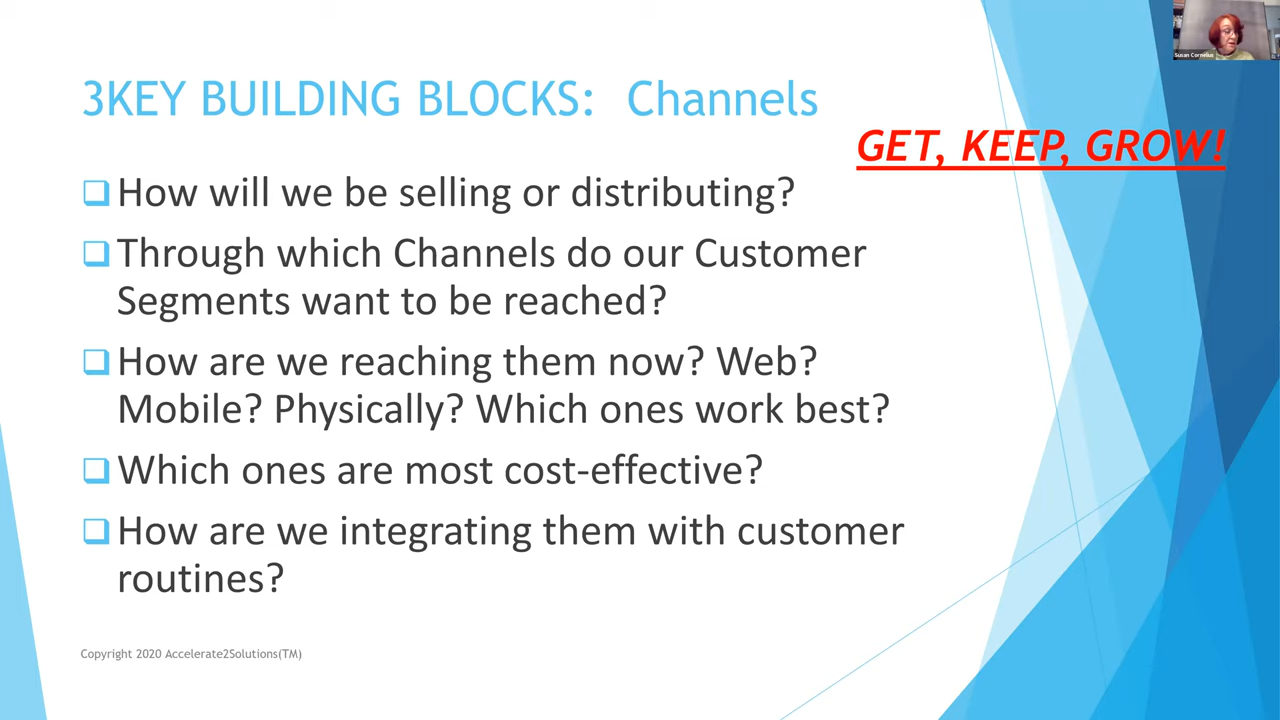 3KEY BUILDING BLOCKS: Channels
GET, KEEP, GROW!
How will we be selling or distributing?
Through which Channels do our Customer
Segments want to be reached?
How are we reaching them now? Web?
Mobile? Physically? Which ones work best?
Which ones are most cost-effective?
How are we integrating them with customer
routines?
Copyright 2020 Accelerate2Solutions(TM)
Susan Cornelius